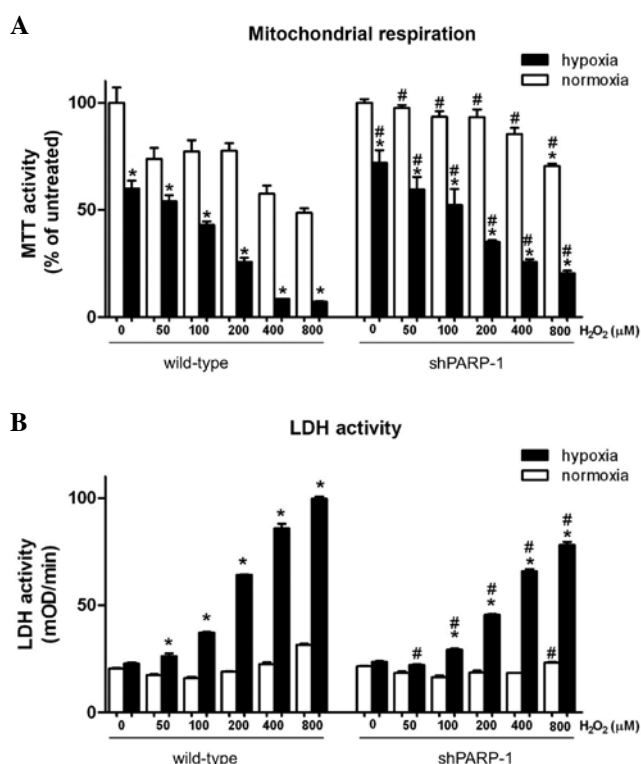 A
Mitochondrial respiration
hypoxia
normoxia
MTT activity
(% of untreated)
100
50
0
* * * * * *
# # # # #
#* #* #* #* #* #* *
0 50 100 200 400 800 0 50 100 200 400 800 H₂O₂ (μM)
wild-type shPARP-1
B
LDH activity
hypoxia
normoxia
LDH activity
(mOD/min)
100
50
0
* * * * *
# #* #* #* #* #
0 50 100 200 400 800 0 50 100 200 400 800 H₂O₂ (μM)
wild-type shPARP-1